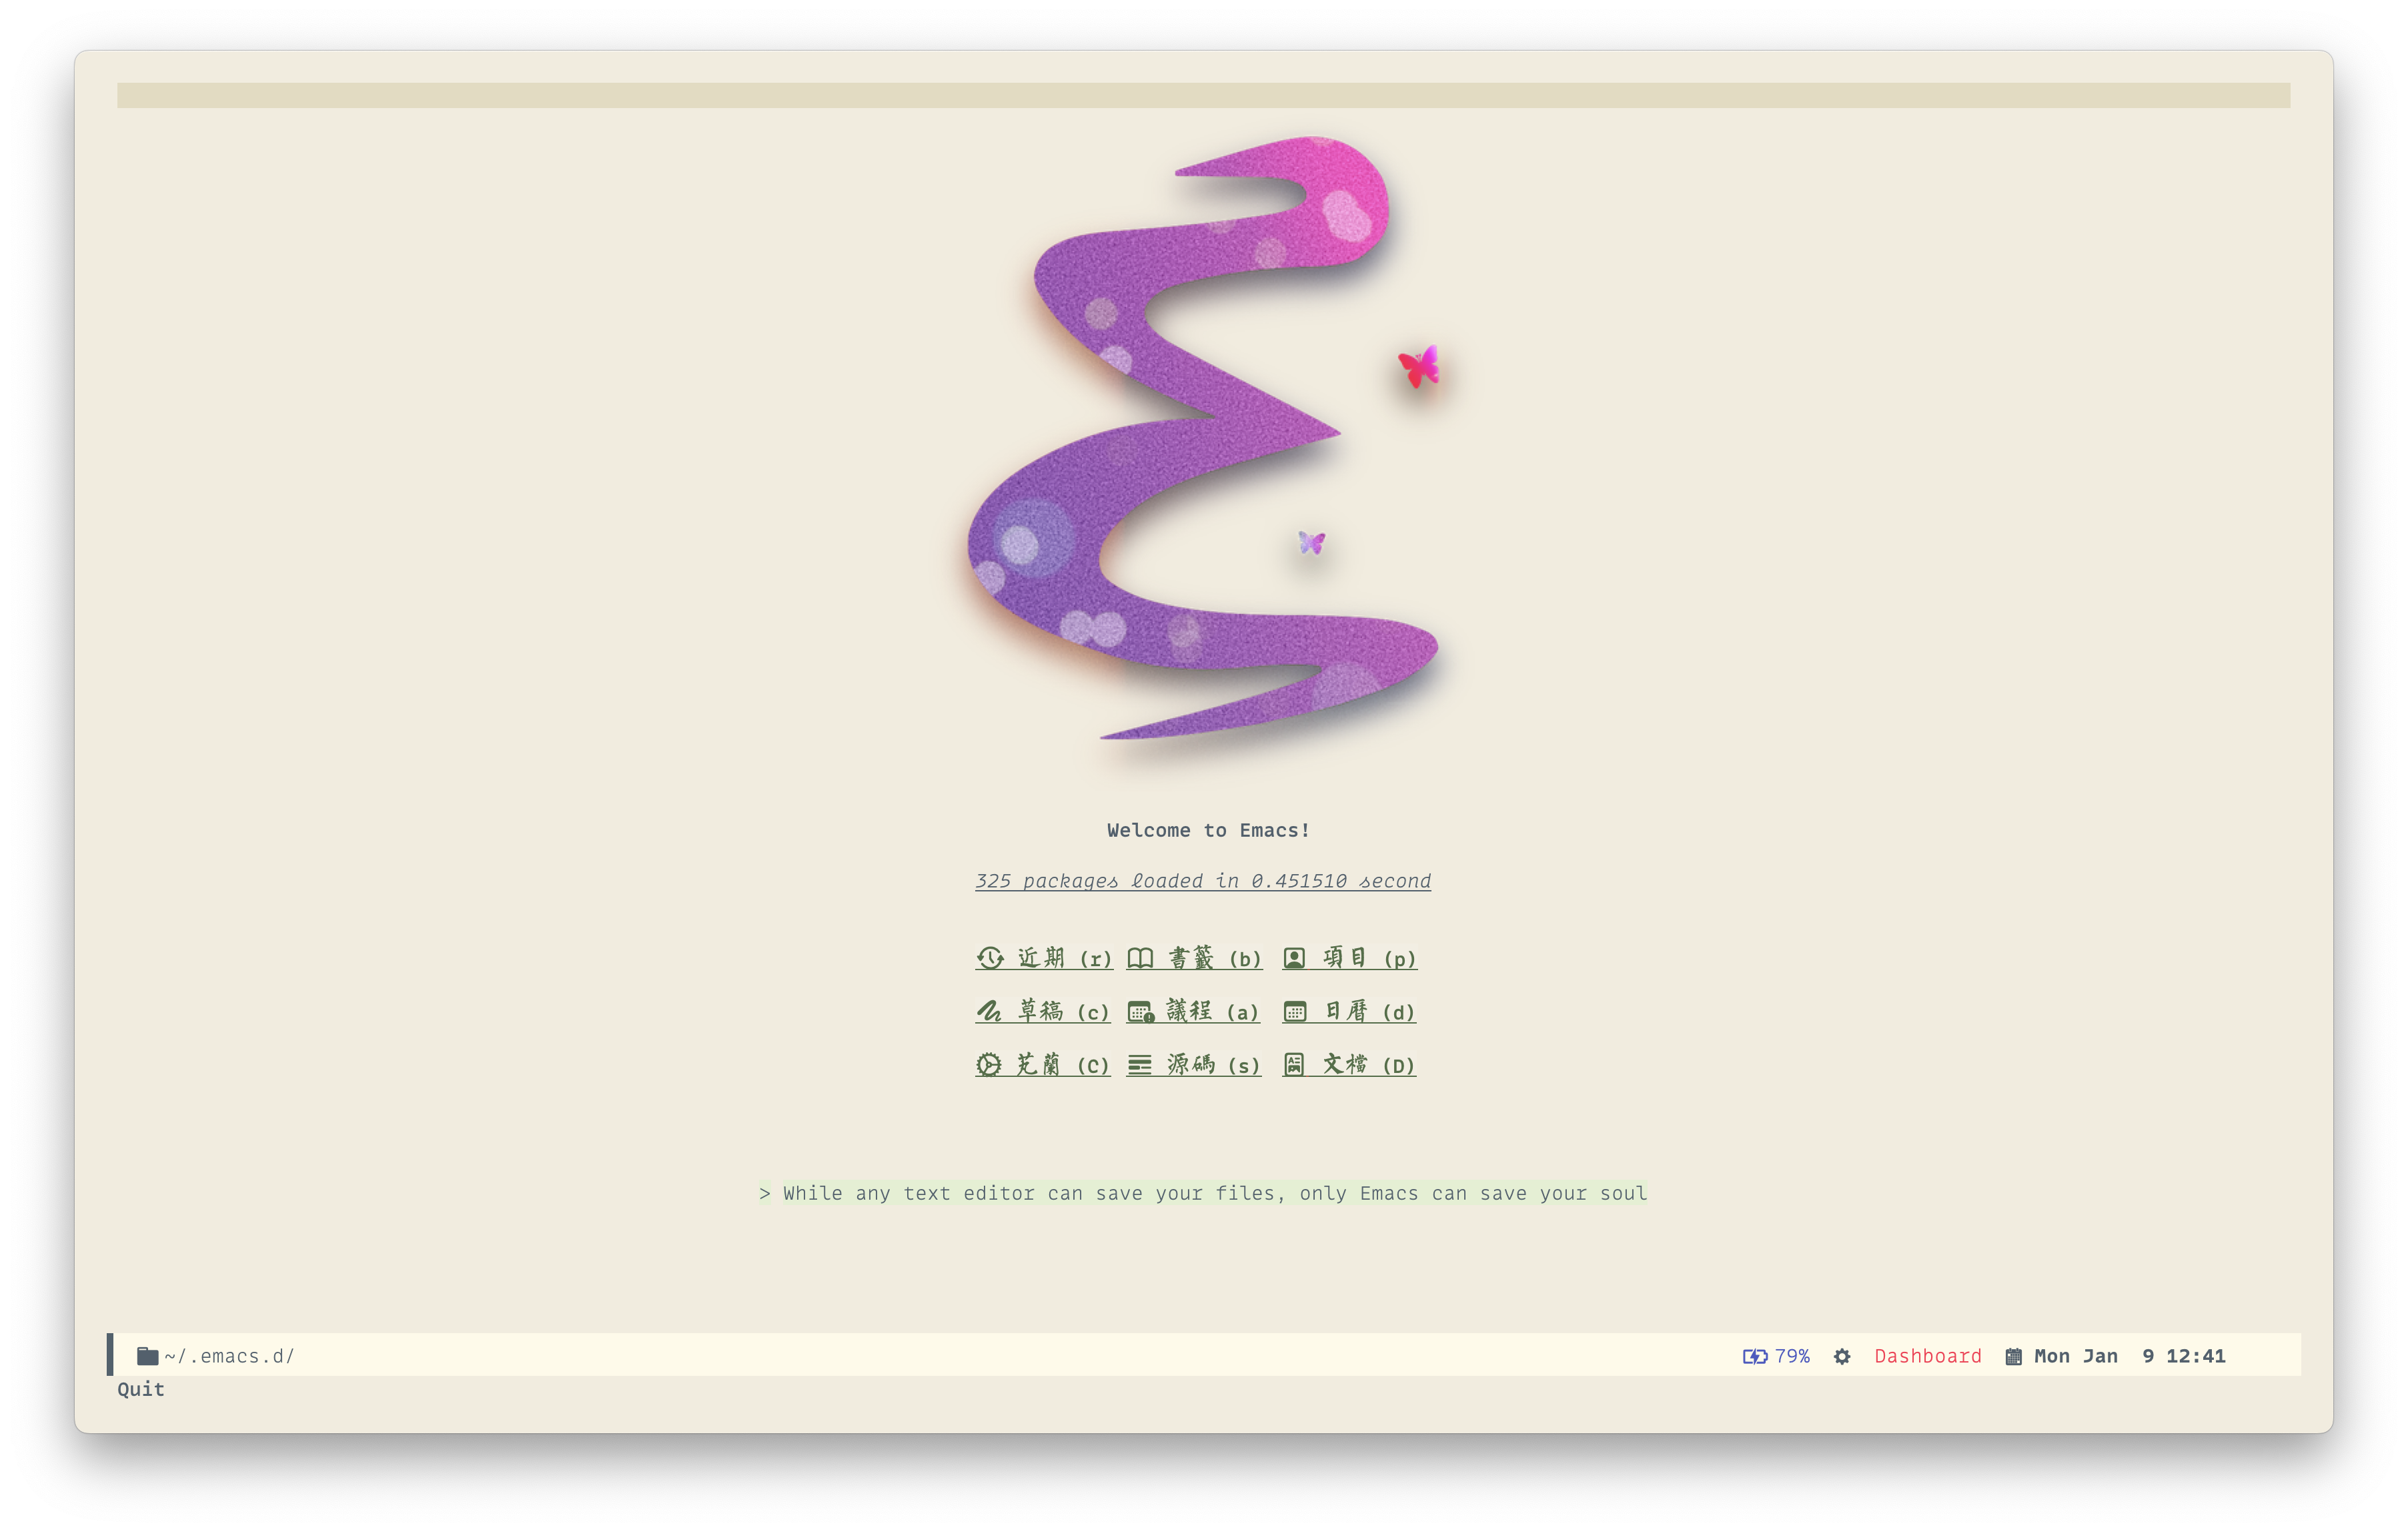 Welcome to Emacs!
325 packages loaded in 0.451510 second
近期 (r) 書籤 (b) 項目 (p)
草稿 (c) 議程 (a) 日曆 (d)
芄蘭 (C) 源碼 (s) 文檔 (D)
> While any text editor can save your files, only Emacs can save your soul
~/.emacs.d/ 79% Dashboard Mon Jan  9 12:41
Quit